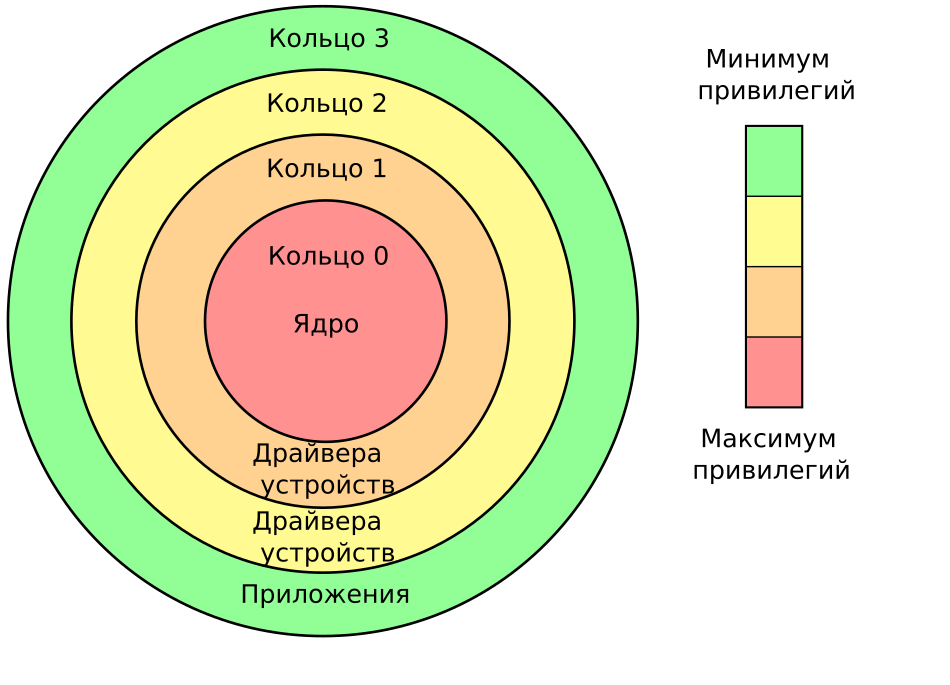 Кольцо 3
Кольцо 2
Кольцо 1
Кольцо 0
Ядро
Драйвера
устройств
Драйвера
устройств
Приложения
Минимум
привилегий
Максимум
привилегий